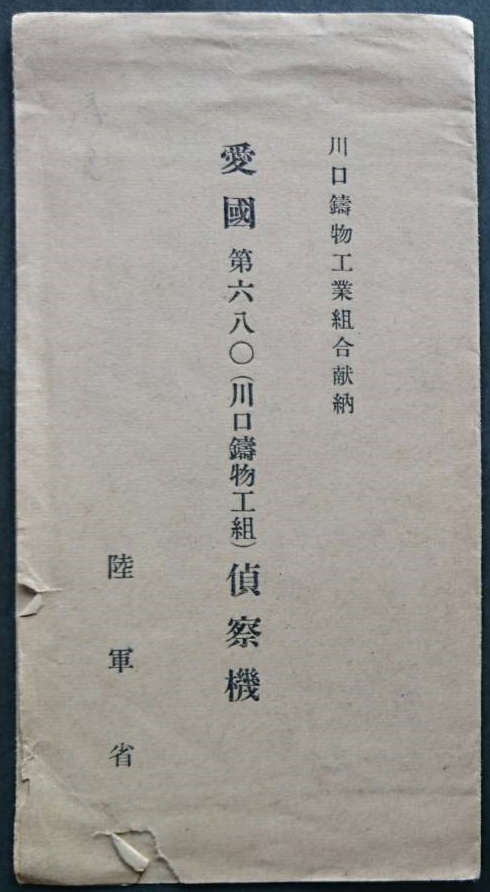 川口鑄物工業組合献納
愛國第六八〇(川口鑄物工組)偵察機
陸軍省